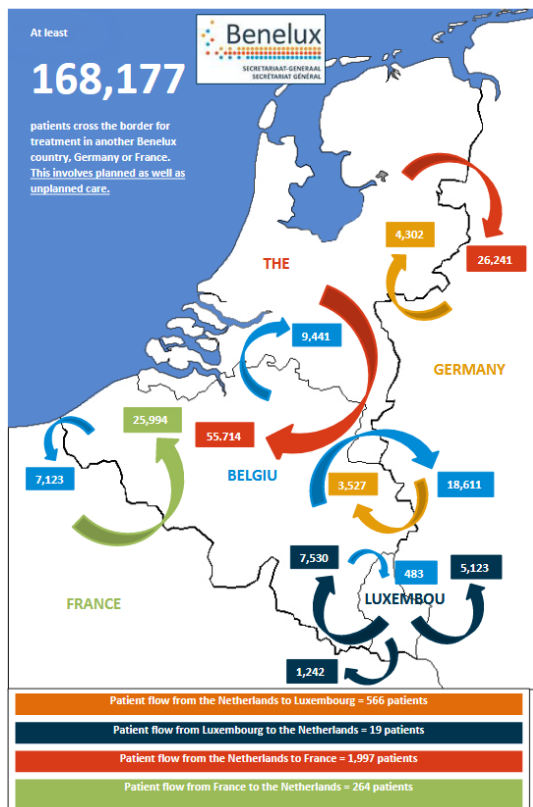 At least
Benelux
SECRETARIAAT-GENERAAL
SECRÉTARIAT GÉNÉRAL
168,177
patients cross the border for
treatment in another Benelux
country, Germany or France.
This involves planned as well as
unplanned care.
4,302
26,241
THE
9,441
GERMANY
25,994
55.714
BELGIU
7,123
3,527
18,611
7,530
483
5,123
FRANCE
LUXEMBOU
1,242
Patient flow from the Netherlands to Luxembourg = 566 patients
Patient flow from Luxembourg to the Netherlands = 19 patients
Patient flow from the Netherlands to France = 1,997 patients
Patient flow from France to the Netherlands = 264 patients